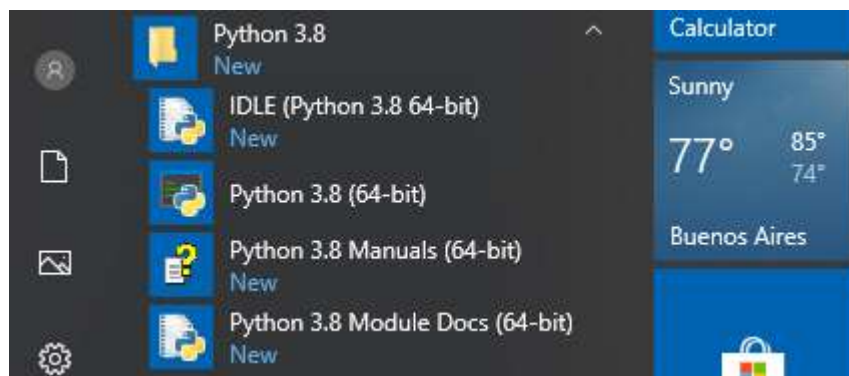 Python 3.8
New
IDLE (Python 3.8 64-bit)
New
Python 3.8 (64-bit)
Python 3.8 Manuals (64-bit)
New
Python 3.8 Module Docs (64-bit)
New
Calculator
Sunny
77° 85°
74°
Buenos Aires